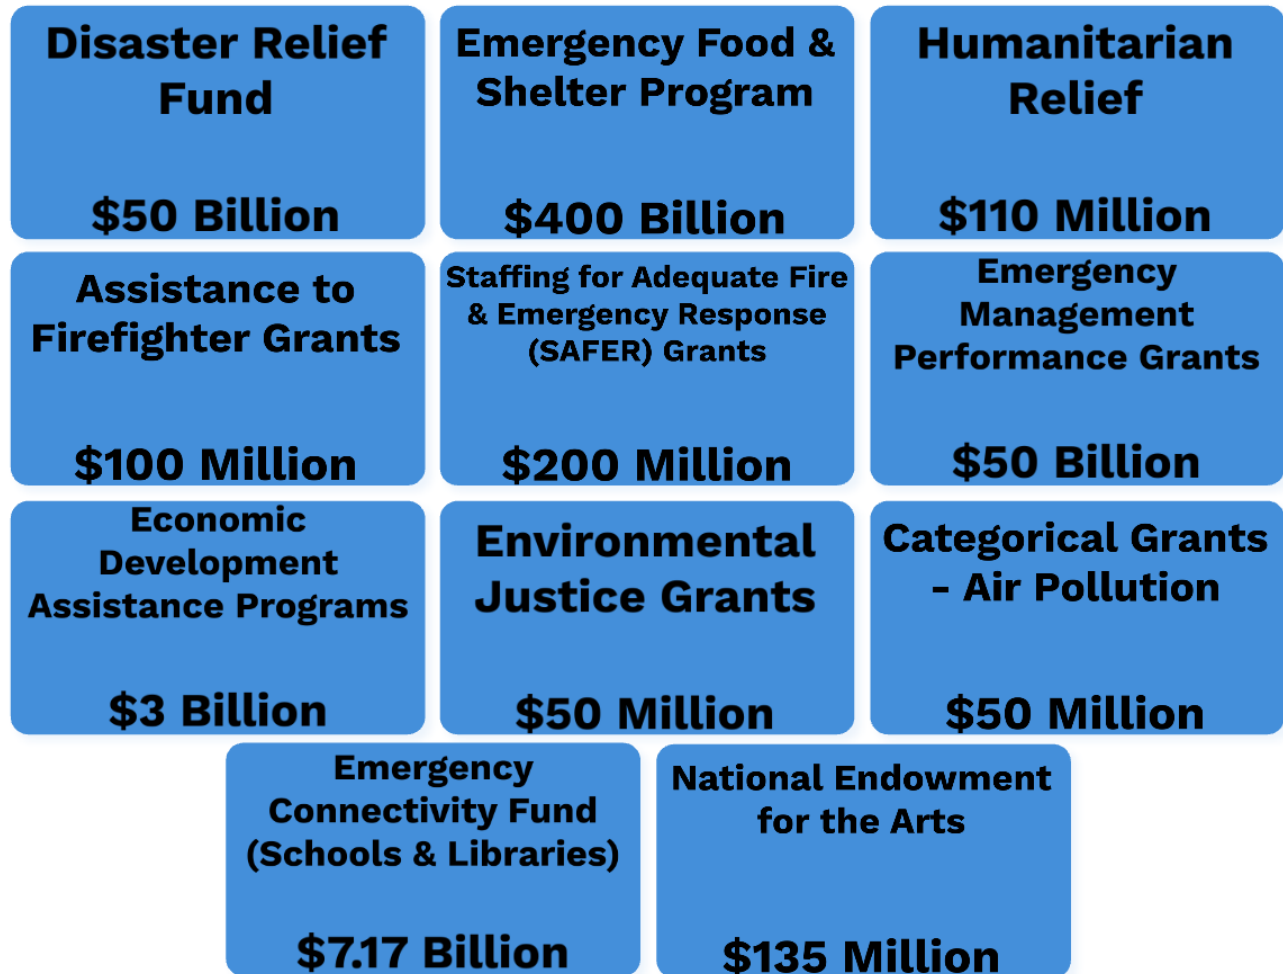 Disaster Relief
Fund
$50 Billion
Emergency Food &
Shelter Program
$400 Billion
Humanitarian
Relief
$110 Million
Assistance to
Firefighter Grants
$100 Million
Staffing for Adequate Fire
& Emergency Response
(SAFER) Grants
$200 Million
Emergency
Management
Performance Grants
$50 Billion
Economic
Development
Assistance Programs
$3 Billion
Environmental
Justice Grants
$50 Million
Categorical Grants
- Air Pollution
$50 Million
Emergency
Connectivity Fund
(Schools & Libraries)
$7.17 Billion
National Endowment
for the Arts
$135 Million